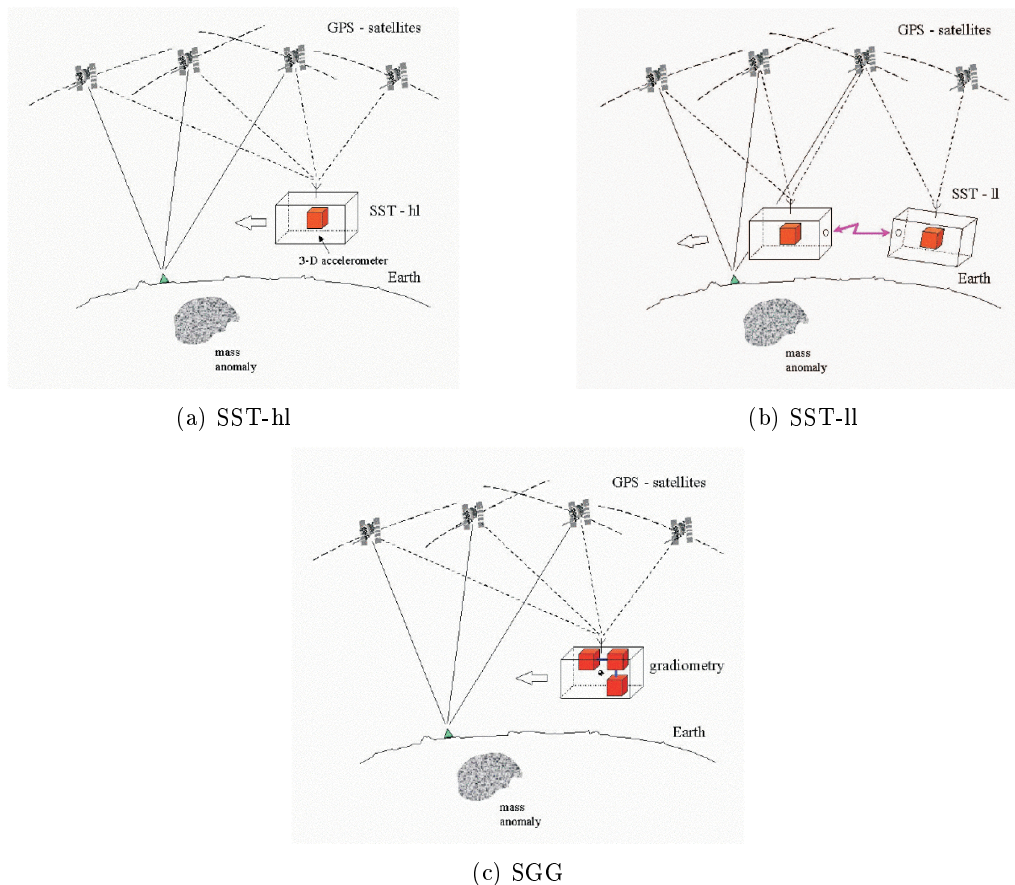 GPS - satellites
SST - hl
3-D accelerometer
Earth
mass
anomaly
(a) SST-hl
GPS - satellites
SST - ll
Earth
mass
anomaly
(b) SST-ll
GPS - satellites
gradiometry
Earth
mass
anomaly
(c) SGG